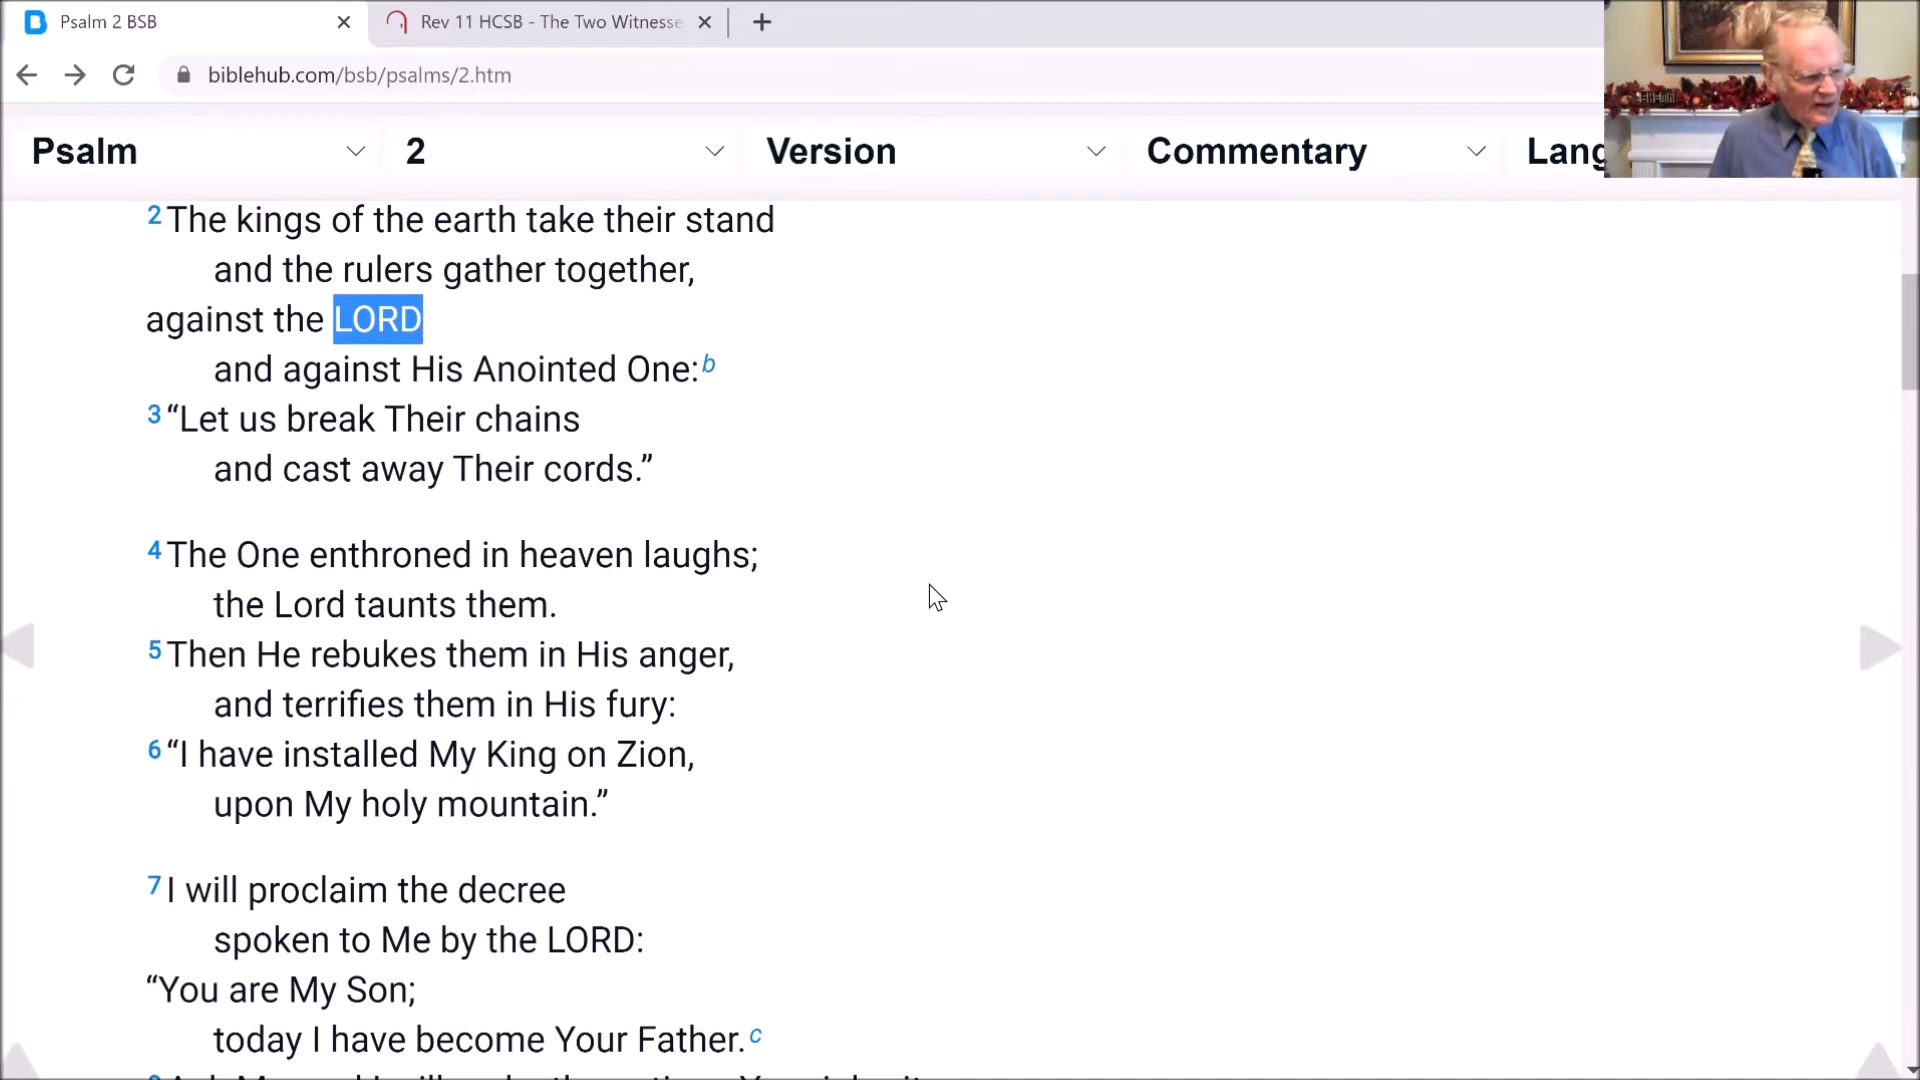 Psalm 2 BSB
Rev 11 HCSB - The Two Witnesse
biblehub.com/bsb/psalms/2.htm
Psalm 2 Version Commentary Lang
2 The kings of the earth take their stand
and the rulers gather together,
against the LORD
and against His Anointed One: b
3 “Let us break Their chains
and cast away Their cords.”
4 The One enthroned in heaven laughs;
the Lord taunts them.
5 Then He rebukes them in His anger,
and terrifies them in His fury:
6 “I have installed My King on Zion,
upon My holy mountain.”
7 I will proclaim the decree
spoken to Me by the LORD:
“You are My Son;
today I have become Your Father. c